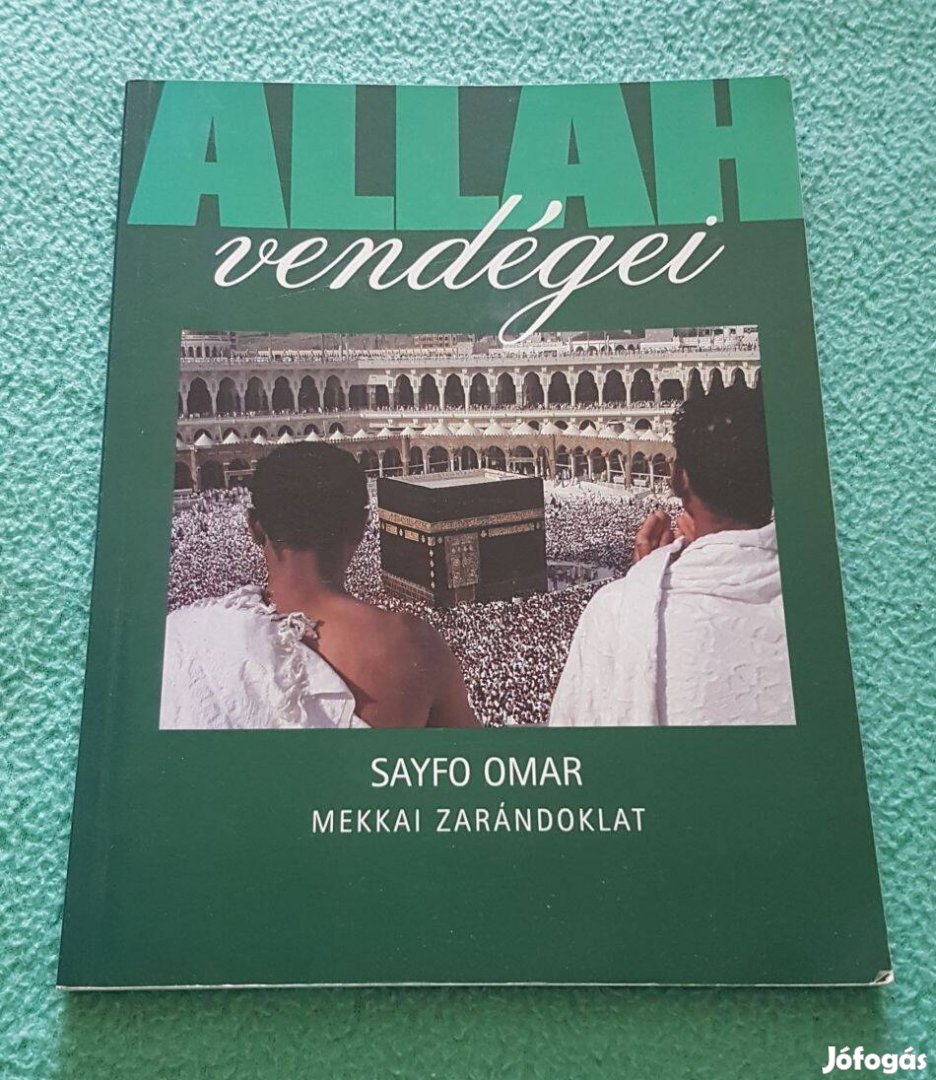 ALLAH
vendégei
SAYFO OMAR
MEKKAI ZARÁNDOKLAT
Jófogás